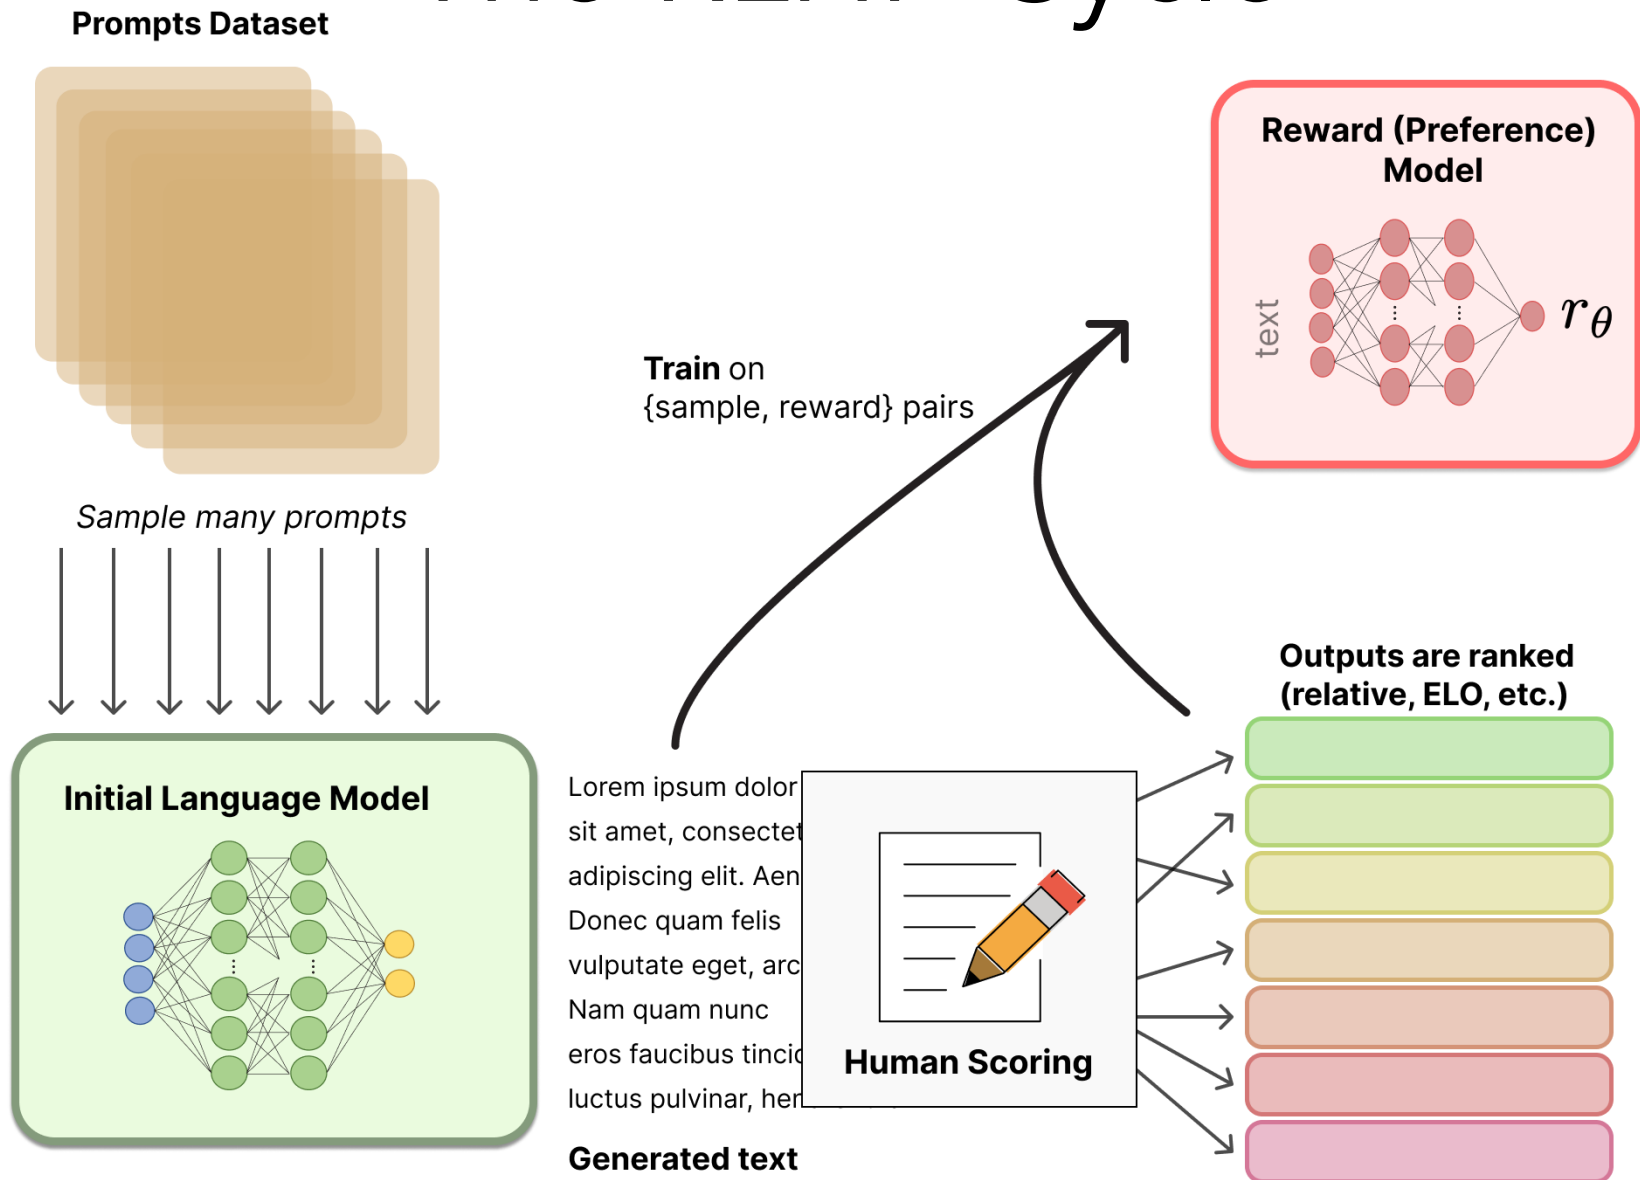 Prompts Dataset
Reward (Preference)
Model
text
rθ
Train on
{sample, reward} pairs
Sample many prompts
Outputs are ranked
(relative, ELO, etc.)
Initial Language Model
Lorem ipsum dolor
sit amet, consectet
adipiscing elit. Aen
Donec quam felis
vulputate eget, arc
Nam quam nunc
eros faucibus tincid
luctus pulvinar, her
Generated text
Human Scoring